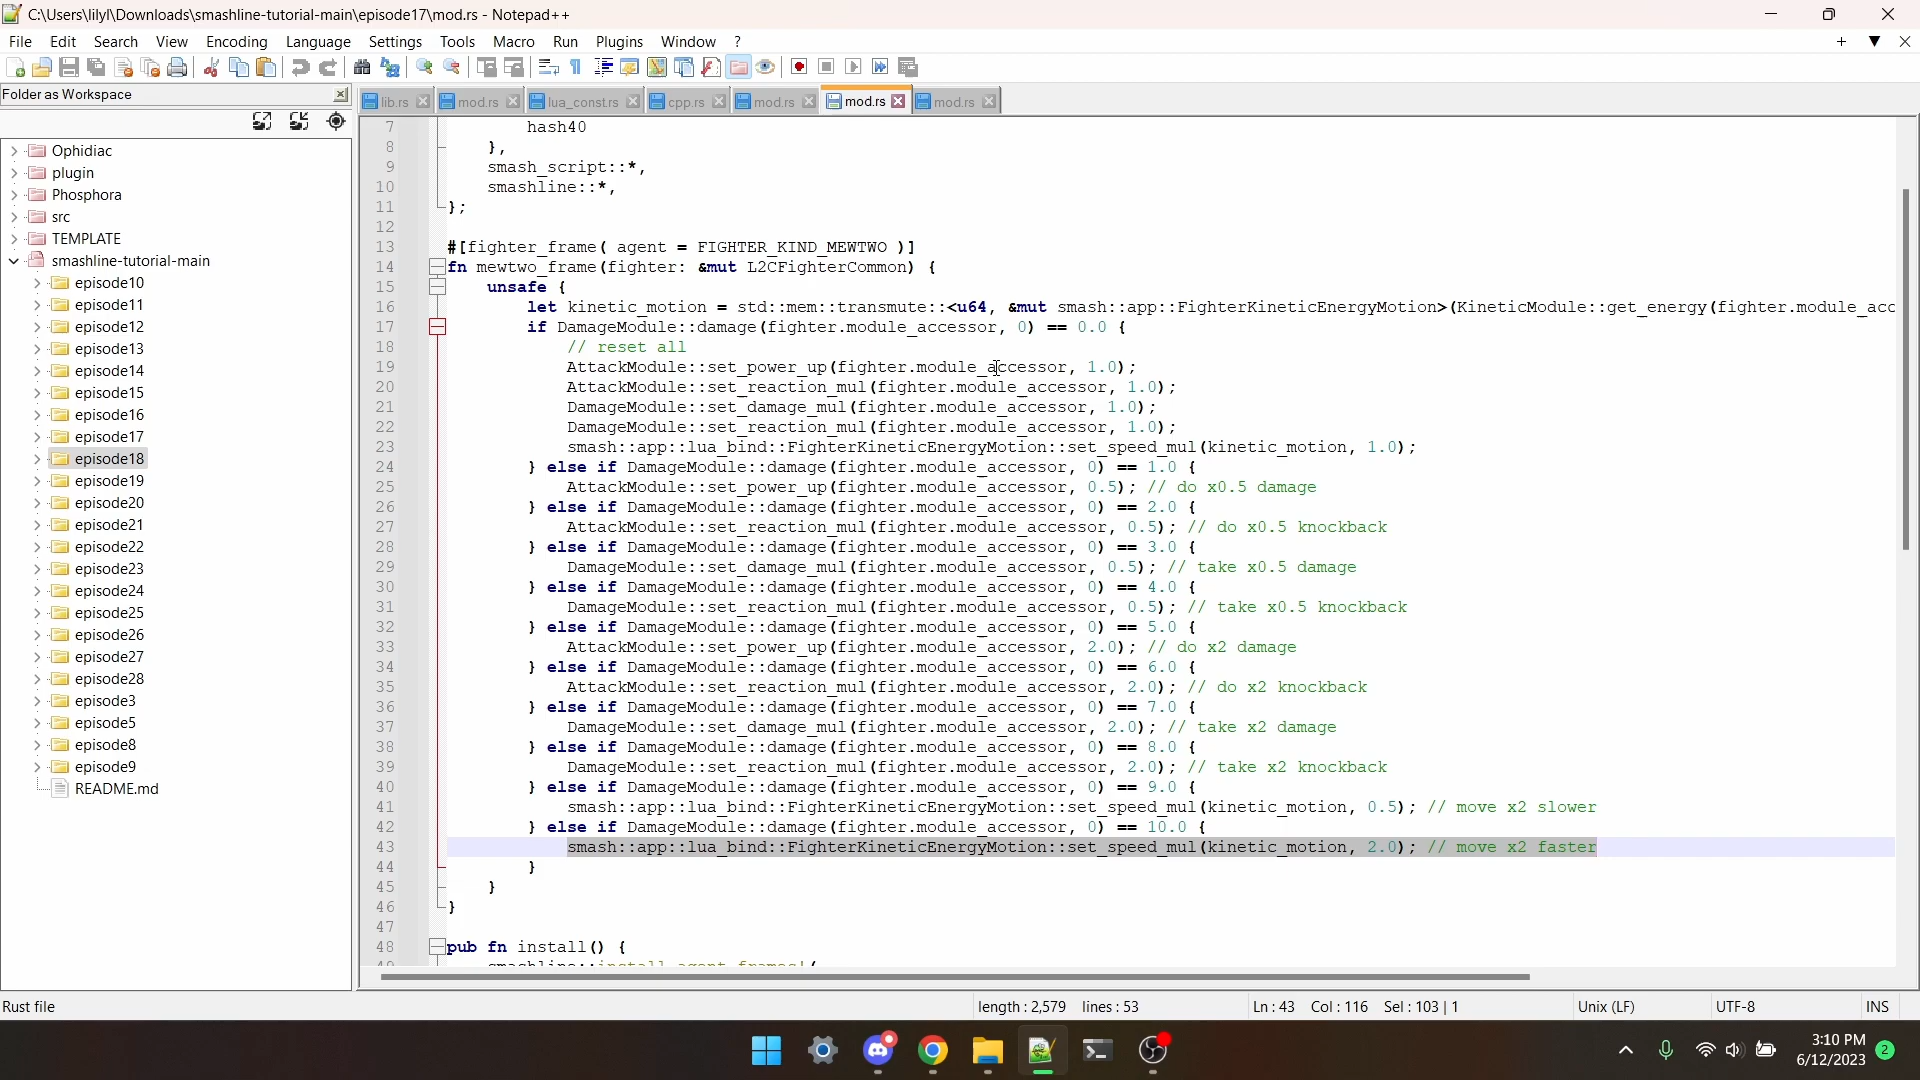 C:\Users\lilyl\Downloads\smashline-tutorial-main\episode17\mod.rs - Notepad++
File Edit Search View Encoding Language Settings Tools Macro Run Plugins Window ?
Folder as Workspace
Ophidiac
plugin
Phosphora
src
TEMPLATE
smashline-tutorial-main
episode10
episode11
episode12
episode13
episode14
episode15
episode16
episode17
episode18
episode19
episode20
episode21
episode22
episode23
episode24
episode25
episode26
episode27
episode28
episode3
episode5
episode8
episode9
README.md
lib.rs mod.rs lua_const.rs cpp.rs mod.rs mod.rs mod.rs
7 hash40
8 },
9 smash_script::*,
10 smashline::*,
11 };
12
13 #[fighter_frame( agent = FIGHTER_KIND_MEWTWO )]
14 fn mewtwo_frame(fighter: &mut L2CFighterCommon) {
15 unsafe {
16 let kinetic_motion = std::mem::transmute::<u64, &mut smash::app::FighterKineticEnergyMotion>(KineticModule::get_energy(fighter.module_acc
17 if DamageModule::damage(fighter.module_accessor, 0) == 0.0 {
18 // reset all
19 AttackModule::set_power_up(fighter.module_accessor, 1.0);
20 AttackModule::set_reaction_mul(fighter.module_accessor, 1.0);
21 DamageModule::set_damage_mul(fighter.module_accessor, 1.0);
22 DamageModule::set_reaction_mul(fighter.module_accessor, 1.0);
23 smash::app::lua_bind::FighterKineticEnergyMotion::set_speed_mul(kinetic_motion, 1.0);
24 } else if DamageModule::damage(fighter.module_accessor, 0) == 1.0 {
25 AttackModule::set_power_up(fighter.module_accessor, 0.5); // do x0.5 damage
26 } else if DamageModule::damage(fighter.module_accessor, 0) == 2.0 {
27 AttackModule::set_reaction_mul(fighter.module_accessor, 0.5); // do x0.5 knockback
28 } else if DamageModule::damage(fighter.module_accessor, 0) == 3.0 {
29 DamageModule::set_damage_mul(fighter.module_accessor, 0.5); // take x0.5 damage
30 } else if DamageModule::damage(fighter.module_accessor, 0) == 4.0 {
31 DamageModule::set_reaction_mul(fighter.module_accessor, 0.5); // take x0.5 knockback
32 } else if DamageModule::damage(fighter.module_accessor, 0) == 5.0 {
33 AttackModule::set_power_up(fighter.module_accessor, 2.0); // do x2 damage
34 } else if DamageModule::damage(fighter.module_accessor, 0) == 6.0 {
35 AttackModule::set_reaction_mul(fighter.module_accessor, 2.0); // do x2 knockback
36 } else if DamageModule::damage(fighter.module_accessor, 0) == 7.0 {
37 DamageModule::set_damage_mul(fighter.module_accessor, 2.0); // take x2 damage
38 } else if DamageModule::damage(fighter.module_accessor, 0) == 8.0 {
39 DamageModule::set_reaction_mul(fighter.module_accessor, 2.0); // take x2 knockback
40 } else if DamageModule::damage(fighter.module_accessor, 0) == 9.0 {
41 smash::app::lua_bind::FighterKineticEnergyMotion::set_speed_mul(kinetic_motion, 0.5); // move x2 slower
42 } else if DamageModule::damage(fighter.module_accessor, 0) == 10.0 {
43 smash::app::lua_bind::FighterKineticEnergyMotion::set_speed_mul(kinetic_motion, 2.0); // move x2 faster
44 }
45 }
46 }
47
48 pub fn install() {
Rust file length : 2,579 lines : 53 Ln : 43 Col : 116 Sel : 103 | 1 Unix (LF) UTF-8 INS
3:10 PM
6/12/2023 2